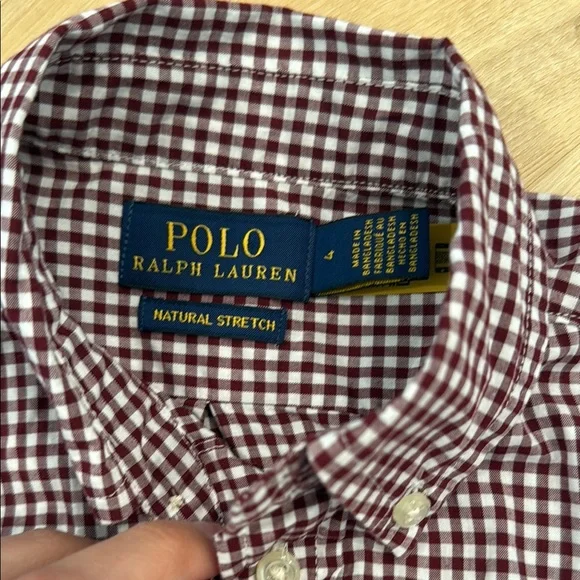 POLO
RALPH LAUREN
NATURAL STRETCH
4
MADE IN
BANGLADESH
FABRIQUÉ AU
BANGLADESH
HECHO EN
BANGLADESH